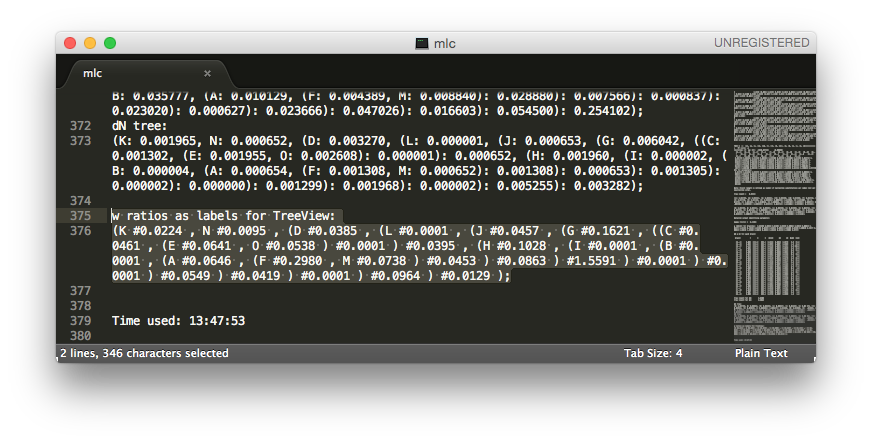 mlc
UNREGISTERED
mlc ×
B: 0.035777, (A: 0.010129, (F: 0.004389, M: 0.008840): 0.028880): 0.007566): 0.000837):
0.023020): 0.000627): 0.023666): 0.047026): 0.016603): 0.054500): 0.254102);
372 dN tree:
373 (K: 0.001965, N: 0.000652, (D: 0.003270, (L: 0.000001, (J: 0.000653, (G: 0.006042, ((C:
0.001302, (E: 0.001955, O: 0.002608): 0.000001): 0.000652, (H: 0.001960, (I: 0.000002, (
B: 0.000004, (A: 0.000654, (F: 0.001308, M: 0.000652): 0.001308): 0.000653): 0.001305):
0.000002): 0.000000): 0.001299): 0.001968): 0.000002): 0.005255): 0.003282);
374
375 w ratios as labels for TreeView:
376 (K #0.0224 , N #0.0095 , (D #0.0385 , (L #0.0001 , (J #0.0457 , (G #0.1621 , ((C #0.
0461 , (E #0.0641 , O #0.0538 ) #0.0001 ) #0.0395 , (H #0.1028 , (I #0.0001 , (B #0.
0001 , (A #0.0646 , (F #0.2980 , M #0.0738 ) #0.0453 ) #0.0863 ) #1.5591 ) #0.0001 ) #0.
0001 ) #0.0549 ) #0.0419 ) #0.0001 ) #0.0964 ) #0.0129 );
377
378
379 Time used: 13:47:53
380
2 lines, 346 characters selected
Tab Size: 4
Plain Text